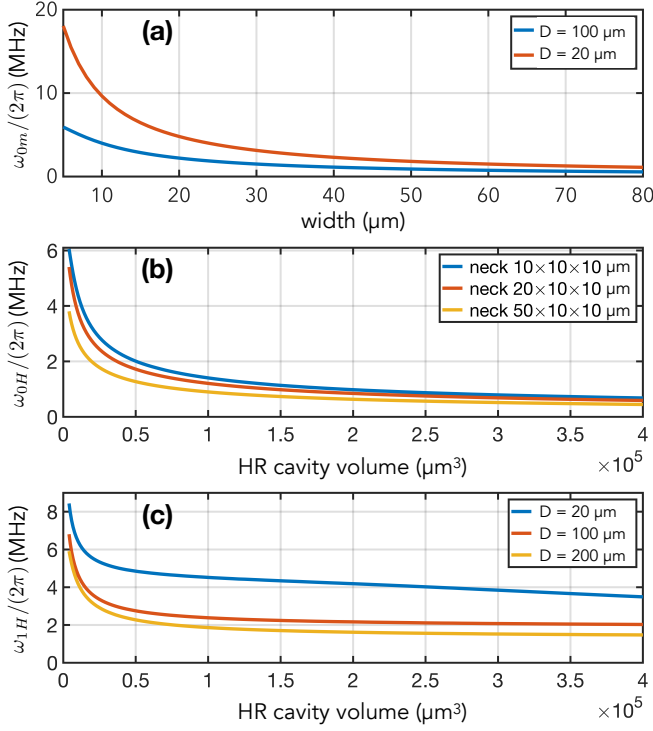 (a)
D = 100 μm
D = 20 μm
ω0m/(2π) (MHz)
20
10
0
10 20 30 40 50 60 70 80
width (μm)
(b)
neck 10×10×10 μm
neck 20×10×10 μm
neck 50×10×10 μm
ω0H/(2π) (MHz)
6
4
2
0
0 0.5 1 1.5 2 2.5 3 3.5 4
HR cavity volume (μm³)
×10⁵
(c)
D = 20 μm
D = 100 μm
D = 200 μm
ω1H/(2π) (MHz)
8
6
4
2
0
0 0.5 1 1.5 2 2.5 3 3.5 4
HR cavity volume (μm³)
×10⁵